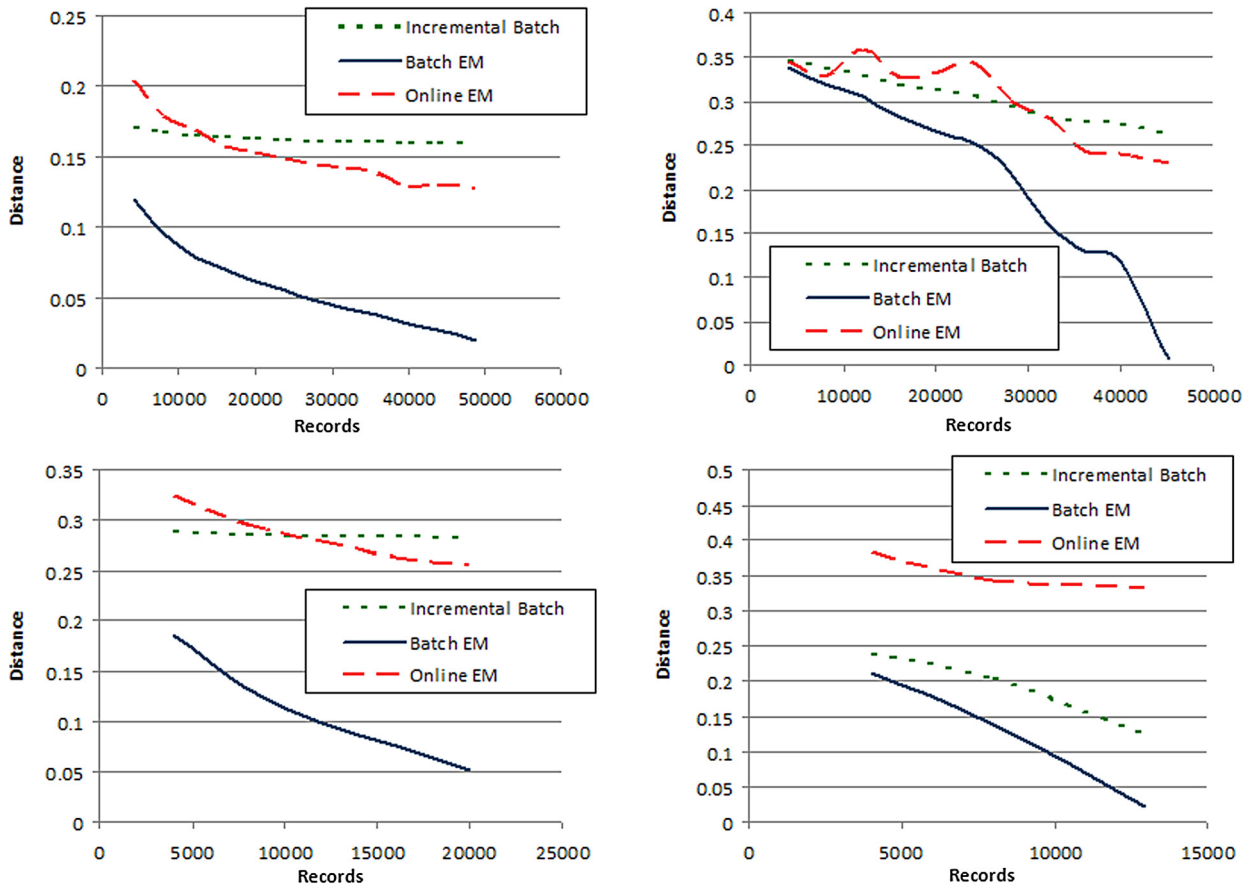 0.25
0.2
0.15
0.1
0.05
0
Distance
Incremental Batch
Batch EM
Online EM
0 10000 20000 30000 40000 50000 60000
Records
0.4
0.35
0.3
0.25
0.2
0.15
0.1
0.05
0
Distance
Incremental Batch
Batch EM
Online EM
0 10000 20000 30000 40000 50000
Records
0.35
0.3
0.25
0.2
0.15
0.1
0.05
0
Distance
Incremental Batch
Batch EM
Online EM
0 5000 10000 15000 20000 25000
Records
0.5
0.45
0.4
0.35
0.3
0.25
0.2
0.15
0.1
0.05
0
Distance
Incremental Batch
Batch EM
Online EM
0 5000 10000 15000
Records